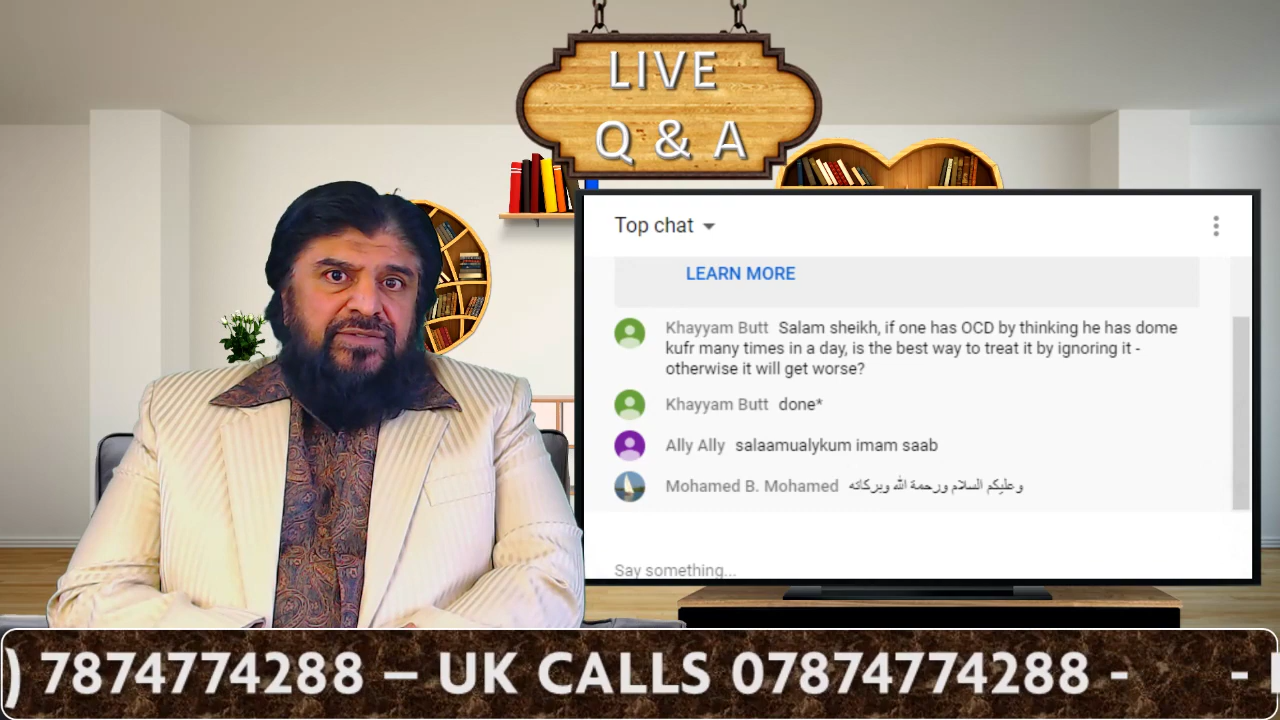 LIVE
Q & A
Top chat
LEARN MORE
Khayyam Butt Salam sheikh, if one has OCD by thinking he has dome
kufr many times in a day, is the best way to treat it by ignoring it -
otherwise it will get worse?
Khayyam Butt done*
Ally Ally salaamualykum imam saab
Mohamed B. Mohamed وعليكم السلام ورحمة الله وبركاته
Say something...
) 7874774288 – UK CALLS 07874774288 - -